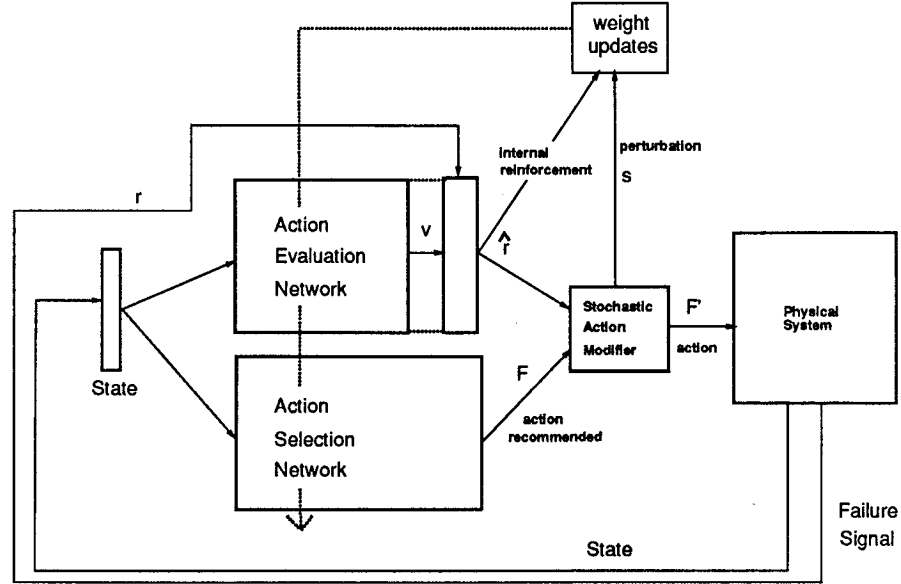 weight
updates
internal
reinforcement
perturbation
s
r
Action
Evaluation
Network
v
r̂
State
Stochastic
Action
Modifier
F'
action
Physical
System
F
action
recommended
Action
Selection
Network
Failure
Signal
State